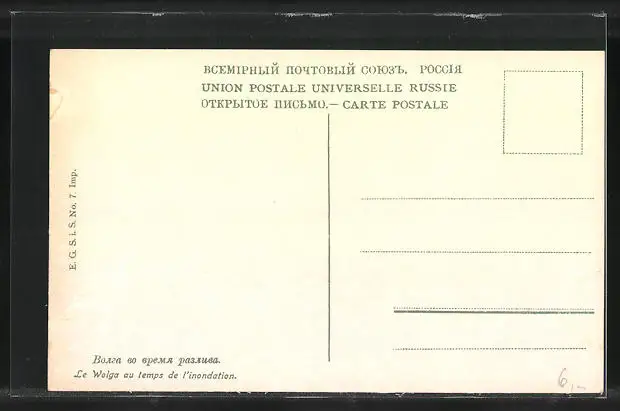 ВСЕМІРНЫЙ ПОЧТОВЫЙ СОЮЗЪ. РОССІЯ
UNION POSTALE UNIVERSELLE RUSSIE
ОТКРЫТОЕ ПИСЬМО.— CARTE POSTALE
E. G. S. i. S. No. 7. Imp.
Волга во время разлива.
Le Wolga au temps de l'inondation.
6,–